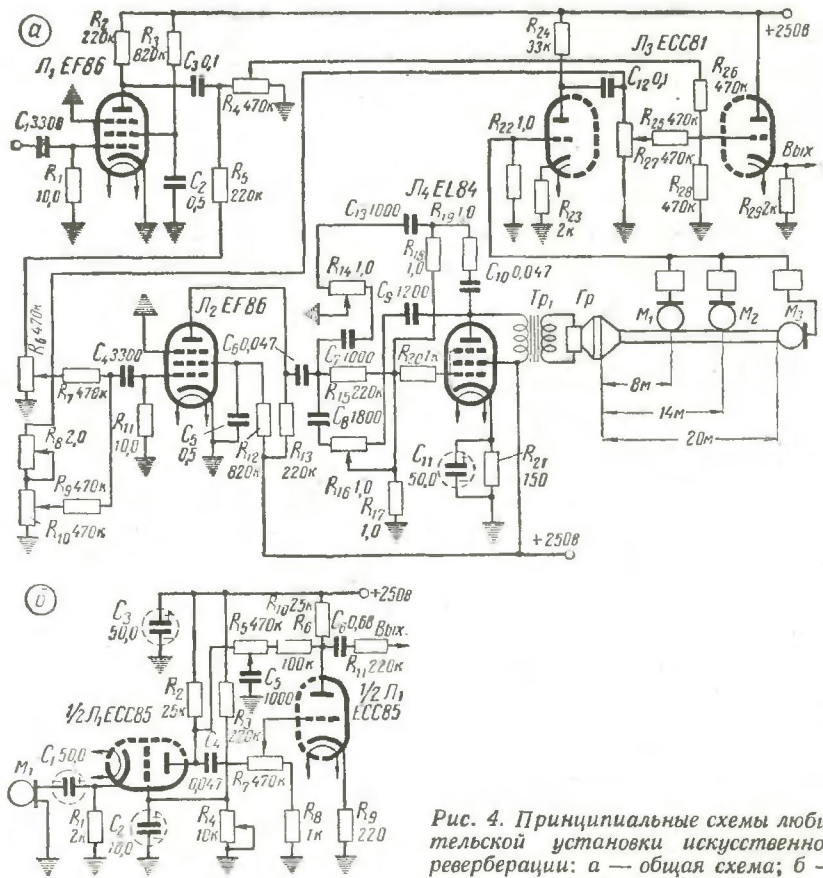 а
R2 220к
R3 820к
Л1 EF86
C3 0,1
R4 470к
C1 3300
R1 10,0
C2 0,5
R5 220к
R24 33к
Л3 ECC81
+250в
C12 0,1
R26 470к
R22 1,0
R25 470к
R27 470к
R28 470к
R23 2к
R29 2к
Вых
Л4 EL84
C13 1000
R19 1,0
R14 1,0
R18 1,0
C9 1200
C10 0,047
Тр1
Гр
М1
М2
М3
8м
14м
20м
R6 470к
Л2 EF86
C6 0,047
C4 3300
R7 470к
C7 1000
R20 1к
R15 220к
C8 1800
R8 2,0
R11 10,0
C5 0,5
R12 820к
R13 220к
R9 470к
R10 470к
R16 1,0
R17 1,0
C11 50,0
R21 150
+250в
б
C3 50,0
+250в
R10 25к
R5 470к
R6 100к
C6 0,68
Вых.
R11 220к
R2 25к
C5 1000
1/2 Л1 ECC85
1/2 Л1 ECC85
C4 0,047
R3 220к
R7 470к
C1 50,0
М1
R1 2к
C2 10,0
R4 10к
R8 1к
R9 220
Рис. 4. Принципиальные схемы люби
тельской установки искусственно
реверберации: а — общая схема; б —